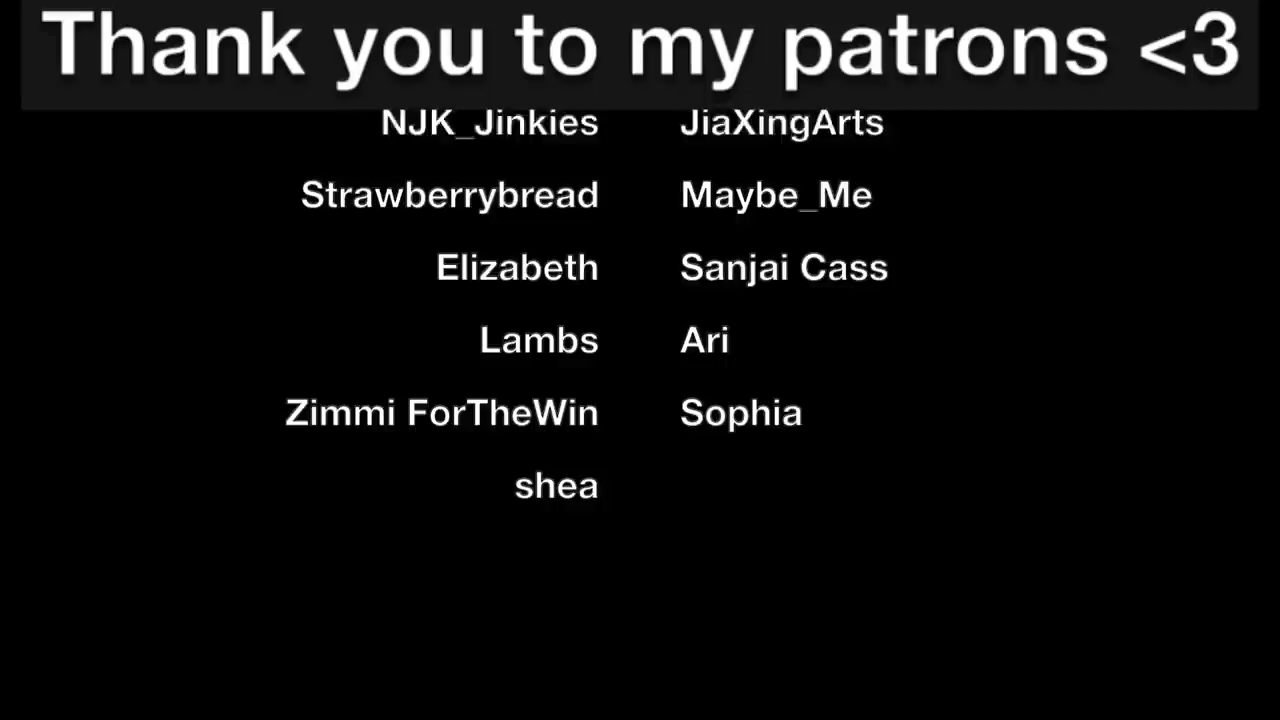 Thank you to my patrons <3
NJK_Jinkies JiaXingArts
Strawberrybread Maybe_Me
Elizabeth Sanjai Cass
Lambs Ari
Zimmi ForTheWin Sophia
shea